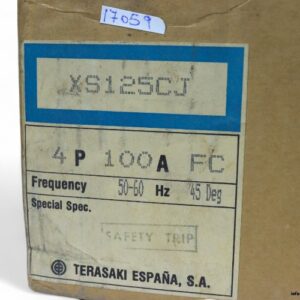 17059
XS125CJ
4P 100A FC
Frequency 50-60 Hz 45 Deg
Special Spec.
SAFETY TRIP
TERASAKI ESPAÑA, S.A.